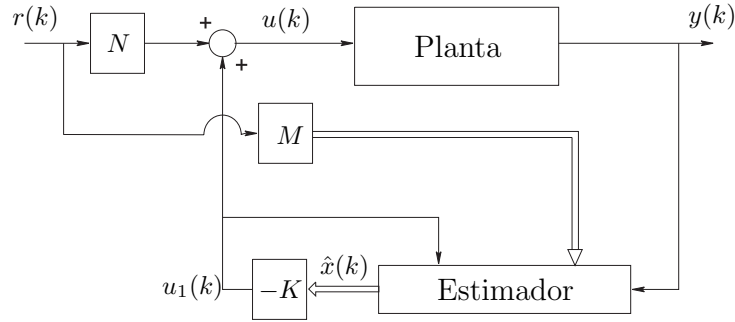 r(k)
N
+
+
u(k)
Planta
y(k)
M
u₁(k)
−K
x̂(k)
Estimador